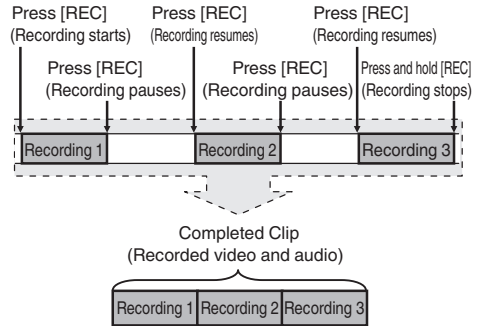 Press [REC]
(Recording starts)
Press [REC]
(Recording resumes)
Press [REC]
(Recording resumes)
Press [REC]
(Recording pauses)
Press [REC]
(Recording pauses)
Press and hold [REC]
(Recording stops)
Recording 1
Recording 2
Recording 3
Completed Clip
(Recorded video and audio)
Recording 1
Recording 2
Recording 3